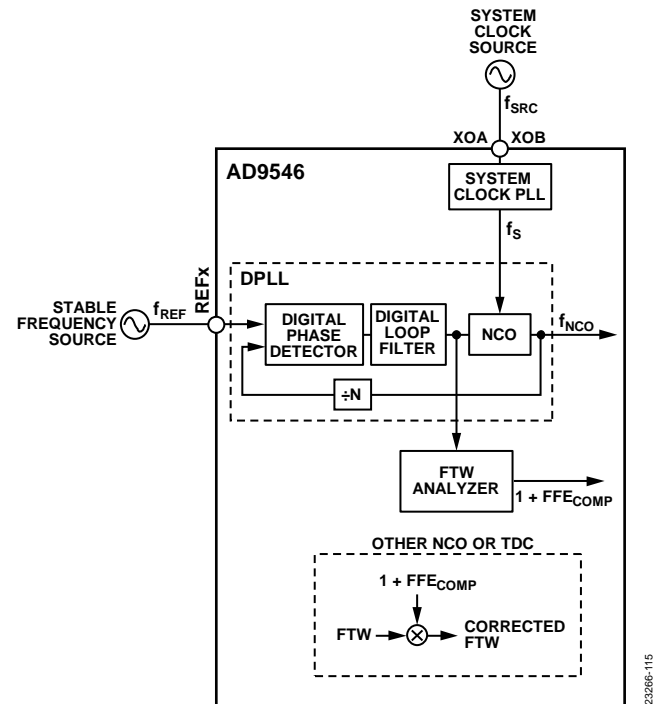 SYSTEM
CLOCK
SOURCE
fSRC
XOA XOB
AD9546
SYSTEM
CLOCK PLL
fS
DPLL
REFx
STABLE
FREQUENCY
SOURCE
fREF
DIGITAL
PHASE
DETECTOR
DIGITAL
LOOP
FILTER
NCO
fNCO
÷N
FTW
ANALYZER
1 + FFECOMP
OTHER NCO OR TDC
1 + FFECOMP
FTW
CORRECTED
FTW
23266-115